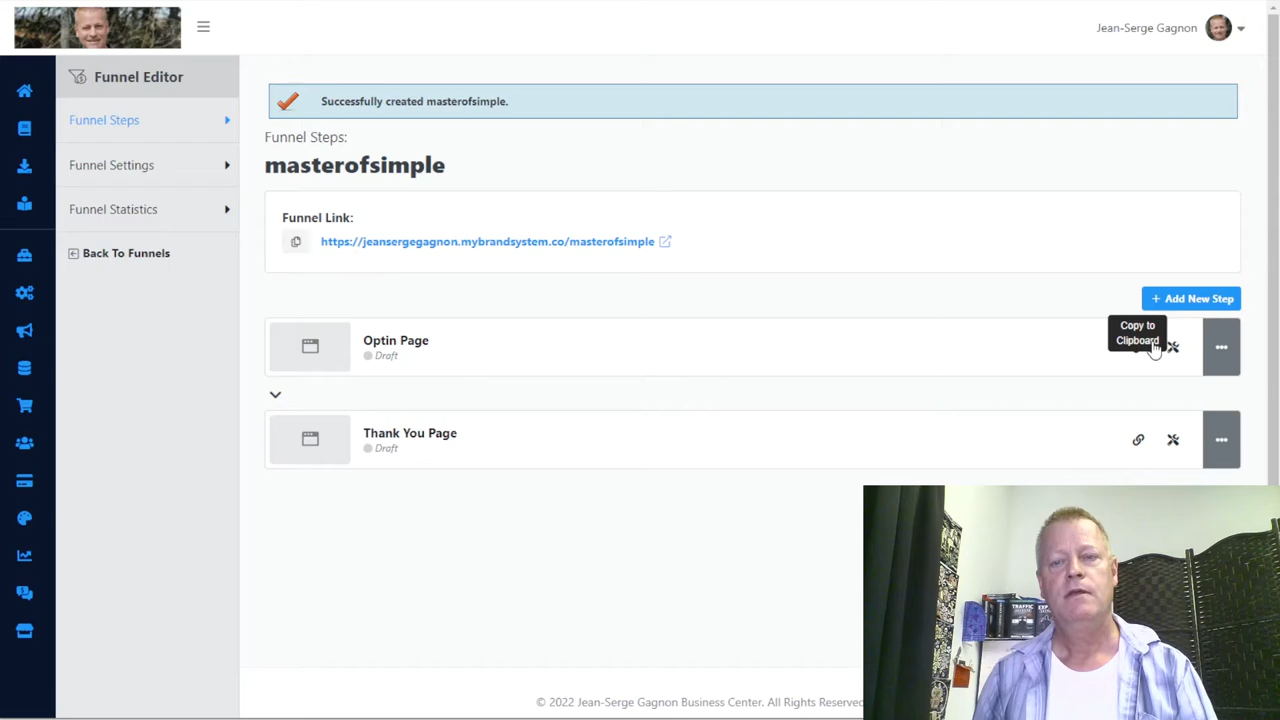 Jean-Serge Gagnon
Funnel Editor
Funnel Steps
Funnel Settings
Funnel Statistics
Back To Funnels
Successfully created masterofsimple.
Funnel Steps:
masterofsimple
Funnel Link:
https://jeansergegagnon.mybrandsystem.co/masterofsimple
+ Add New Step
Copy to
Clipboard
Optin Page
Draft
Thank You Page
Draft
TRAFFIC
© 2022 Jean-Serge Gagnon Business Center. All Rights Reserved